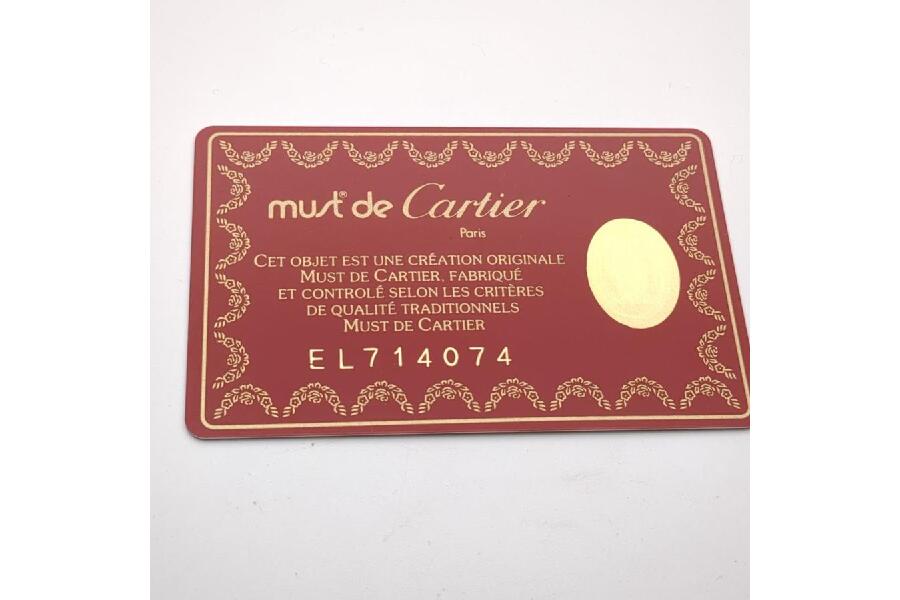 must® de Cartier
Paris
CET OBJET EST UNE CRÉATION ORIGINALE
MUST DE CARTIER, FABRIQUÉ
ET CONTROLÉ SELON LES CRITÈRES
DE QUALITÉ TRADITIONNELS
MUST DE CARTIER
EL714074